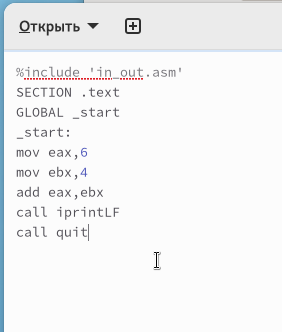 Открыть
%include 'in_out.asm'
SECTION .text
GLOBAL _start
_start:
mov eax,6
mov ebx,4
add eax,ebx
call iprintLF
call quit